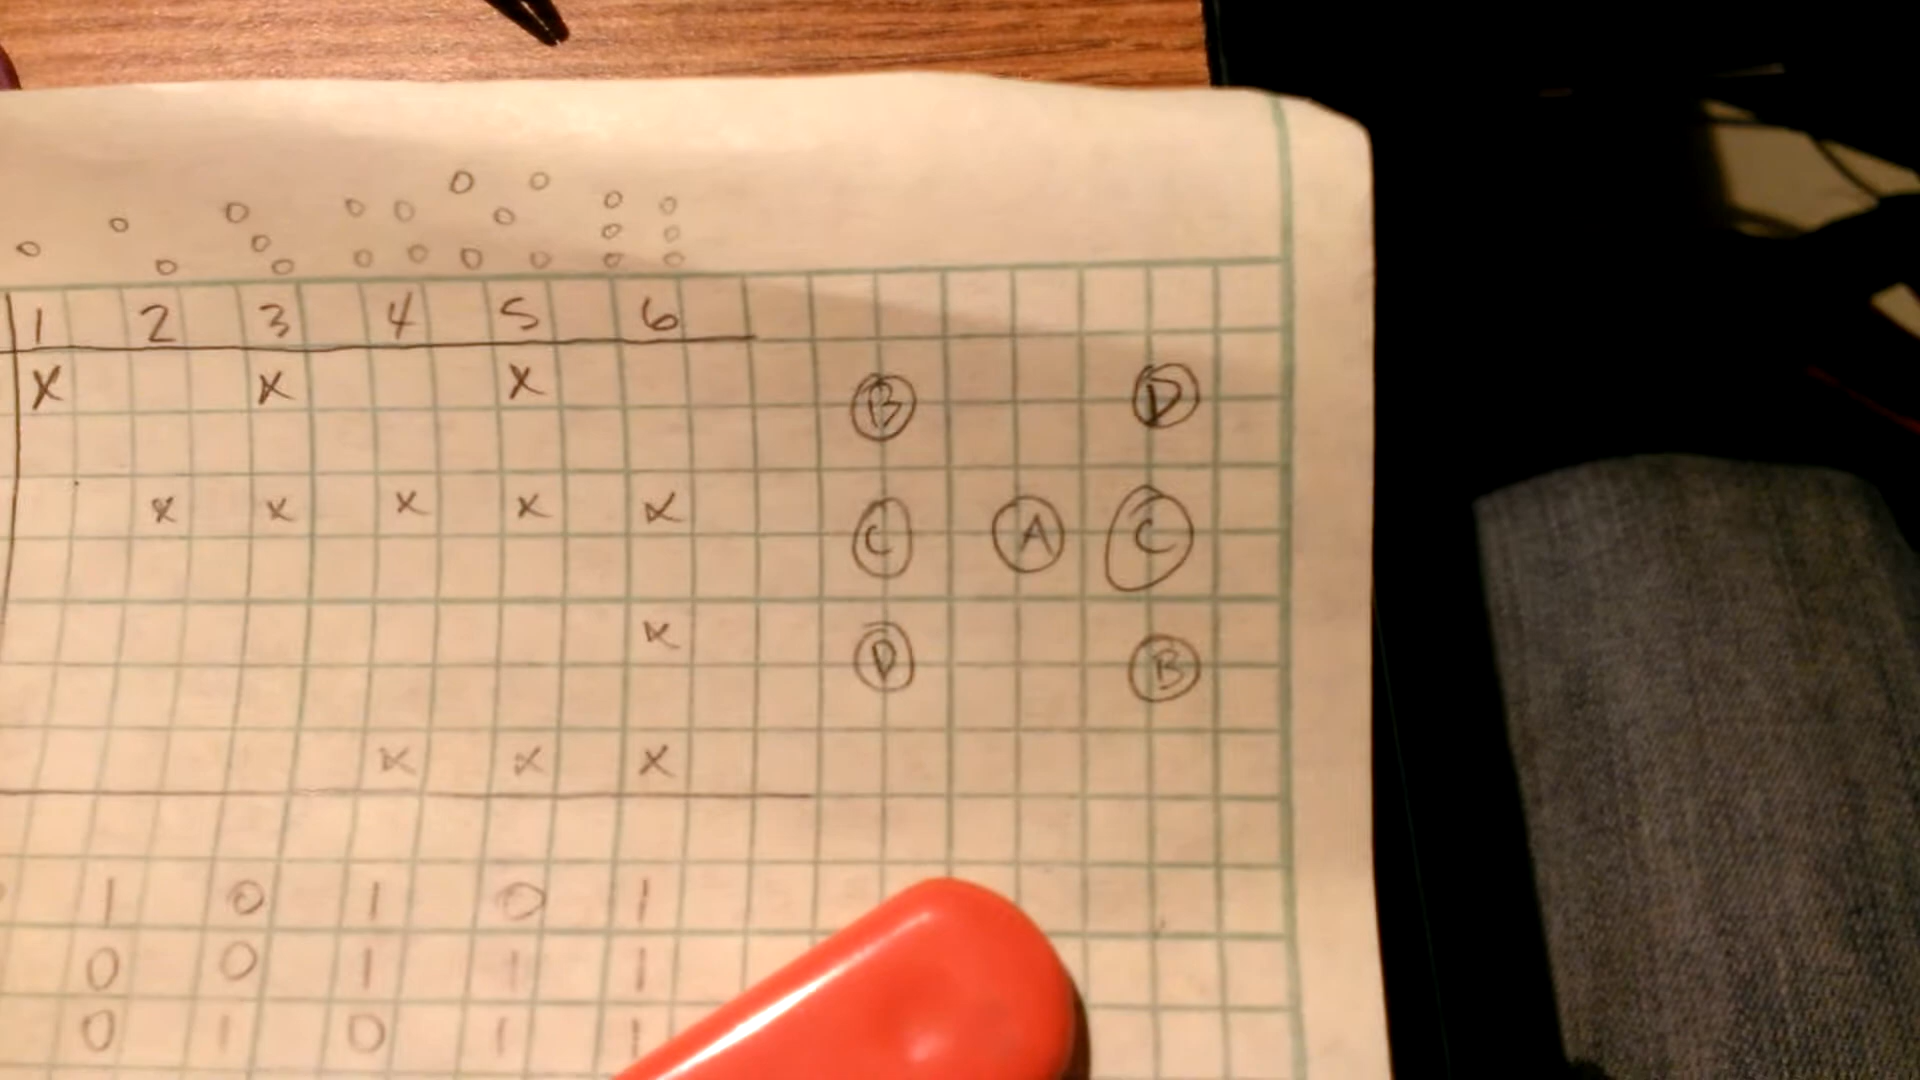 1 2 3 4 5 6
X X X
B D
x x x x x
C A C
x
D B
x x x
1 0 1 0 1
0 0 1 1 1
0 1 0 1 1